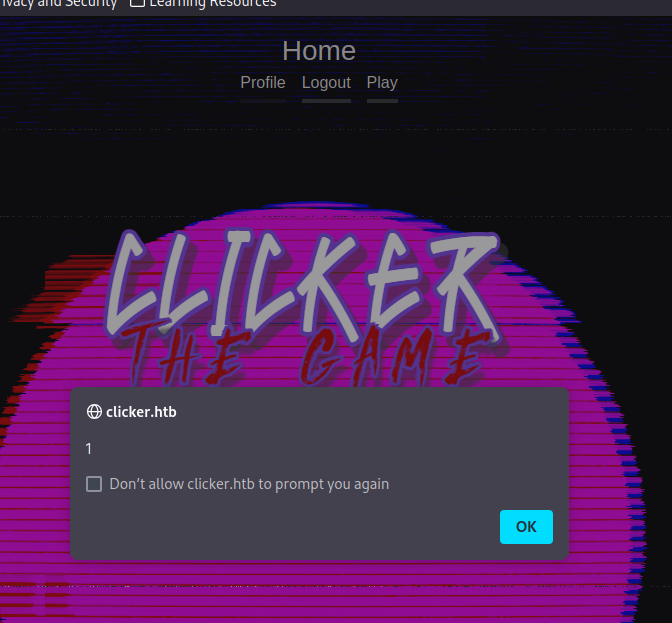 ivacy and Security Learning Resources
Home
Profile Logout Play
CLICKER
THE GAME
clicker.htb
1
Don't allow clicker.htb to prompt you again
OK